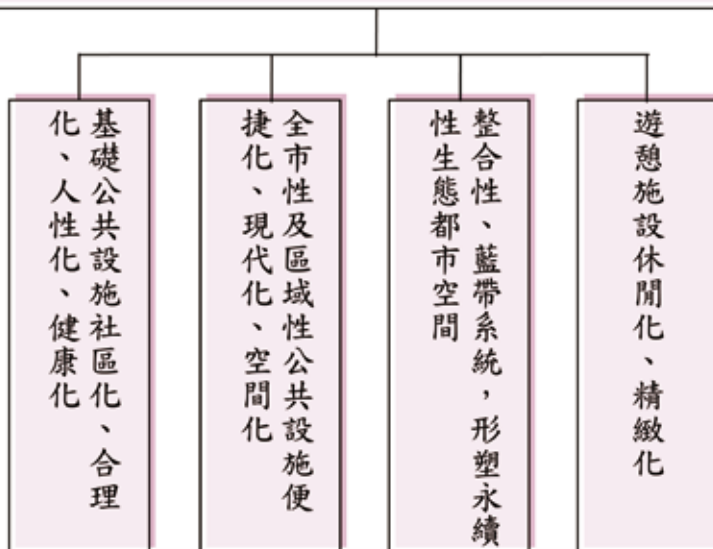 遊憩施設休閒化、精緻化
整合性、藍帶系統，形塑永續
性生態都市空間
全市性及區域性公共設施便
捷化、現代化、空間化
基礎公共設施社區化、合理
化、人性化、健康化